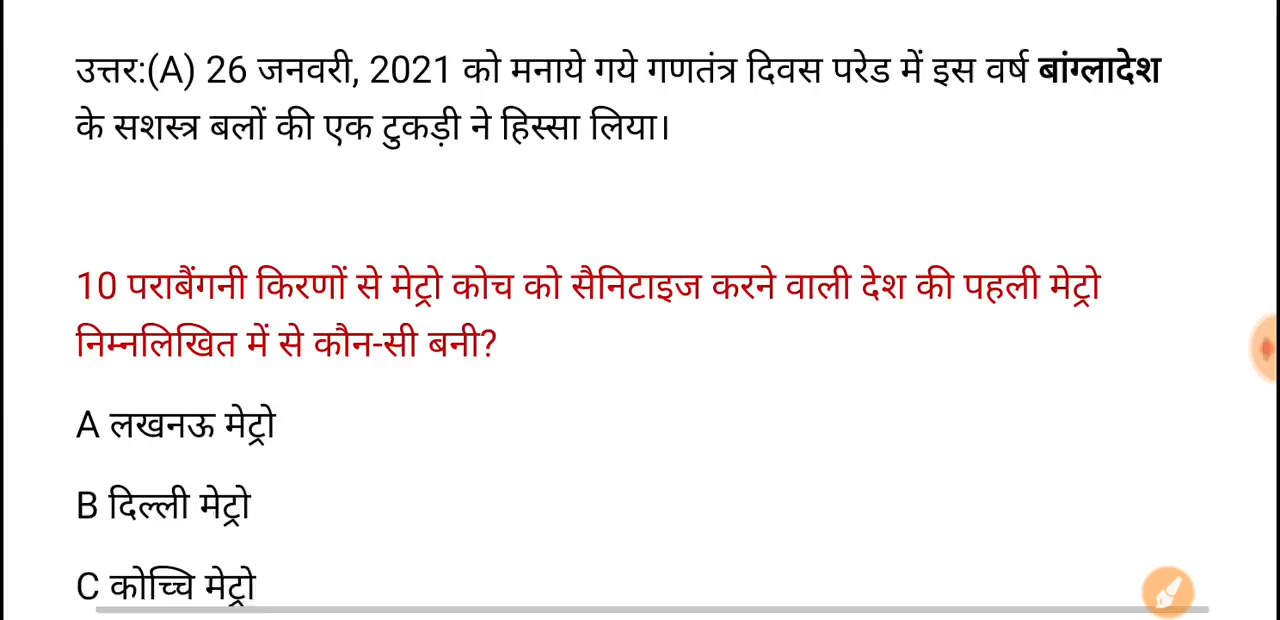 उत्तर:(A) 26 जनवरी, 2021 को मनाये गये गणतंत्र दिवस परेड में इस वर्ष बांग्लादेश
के सशस्त्र बलों की एक टुकड़ी ने हिस्सा लिया।
10 पराबैंगनी किरणों से मेट्रो कोच को सैनिटाइज करने वाली देश की पहली मेट्रो
निम्नलिखित में से कौन-सी बनी?
A लखनऊ मेट्रो
B दिल्ली मेट्रो
C कोच्चि मेट्रो